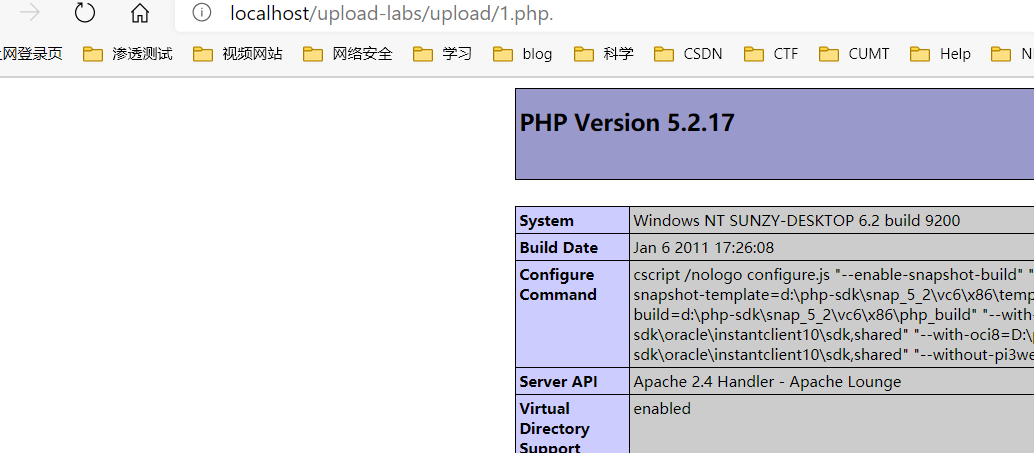 localhost/upload-labs/upload/1.php.
网登录页 渗透测试 视频网站 网络安全 学习 blog 科学 CSDN CTF CUMT Help N
PHP Version 5.2.17
System Windows NT SUNZY-DESKTOP 6.2 build 9200
Build Date Jan 6 2011 17:26:08
Configure cscript /nologo configure.js "--enable-snapshot-build" "
Command snapshot-template=d:\php-sdk\snap_5_2\vc6\x86\temp
build=d:\php-sdk\snap_5_2\vc6\x86\php_build" "--with-
sdk\oracle\instantclient10\sdk,shared" "--with-oci8=D:\p
sdk\oracle\instantclient10\sdk,shared" "--without-pi3we
Server API Apache 2.4 Handler - Apache Lounge
Virtual enabled
Directory
Support